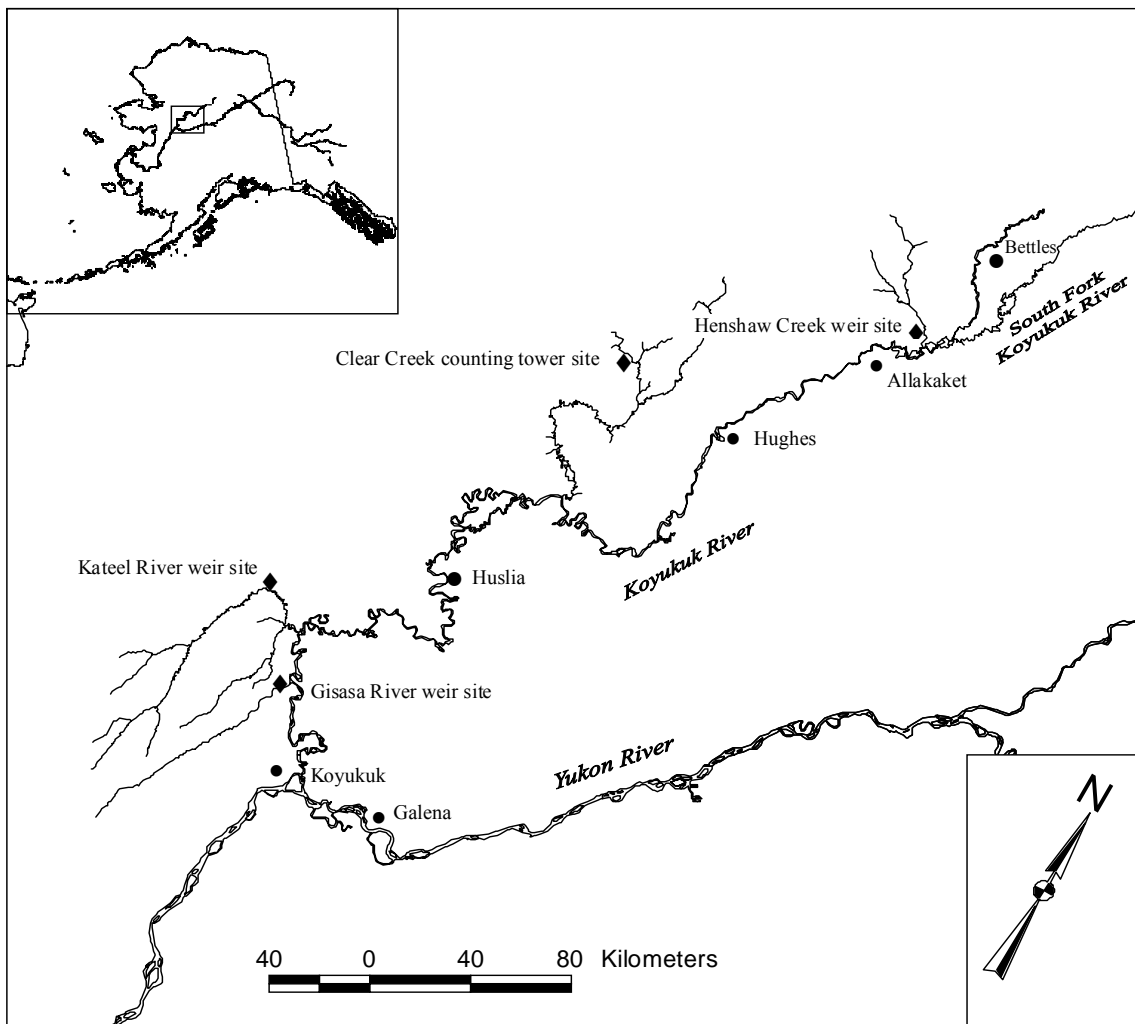 Bettles
South Fork
Koyukuk River
Henshaw Creek weir site
Clear Creek counting tower site
Allakaket
Hughes
Koyukuk River
Kateel River weir site
Huslia
Gisasa River weir site
Yukon River
Koyukuk
Galena
N
40 0 40 80 Kilometers